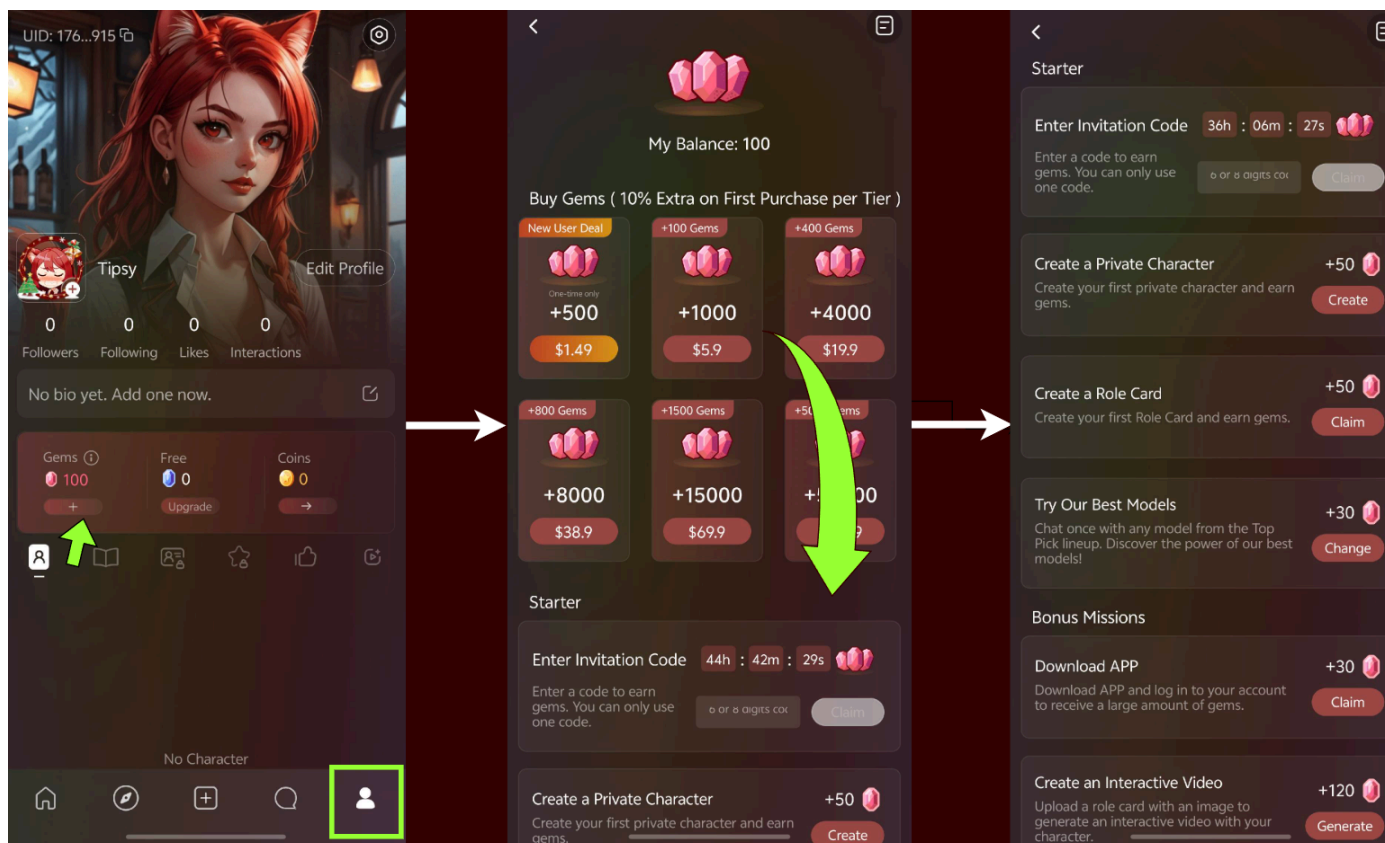 UID: 176...915
Tipsy
Edit Profile
0 0 0 0
Followers Following Likes Interactions
No bio yet. Add one now.
Gems Free Coins
100 0 0
+ Upgrade →
No Character
My Balance: 100
Buy Gems ( 10% Extra on First Purchase per Tier )
New User Deal +100 Gems +400 Gems
One-time only
+500 +1000 +4000
$1.49 $5.9 $19.9
+800 Gems +1500 Gems
+8000 +15000
$38.9 $69.9
Starter
Enter Invitation Code 44h : 42m : 29s
Enter a code to earn
gems. You can only use
one code.
6 or 8 digits
Claim
Create a Private Character +50
Create your first private character and earn
gems.
Create
Starter
Enter Invitation Code 36h : 06m : 27s
Enter a code to earn
gems. You can only use
one code.
6 or 8 digits
Claim
Create a Private Character +50
Create your first private character and earn
gems.
Create
Create a Role Card +50
Create your first Role Card and earn gems.
Claim
Try Our Best Models +30
Chat once with any model from the Top
Pick lineup. Discover the power of our best
models!
Change
Bonus Missions
Download APP +30
Download APP and log in to your account
to receive a large amount of gems.
Claim
Create an Interactive Video +120
Upload a role card with an image to
generate an interactive video with your
character.
Generate